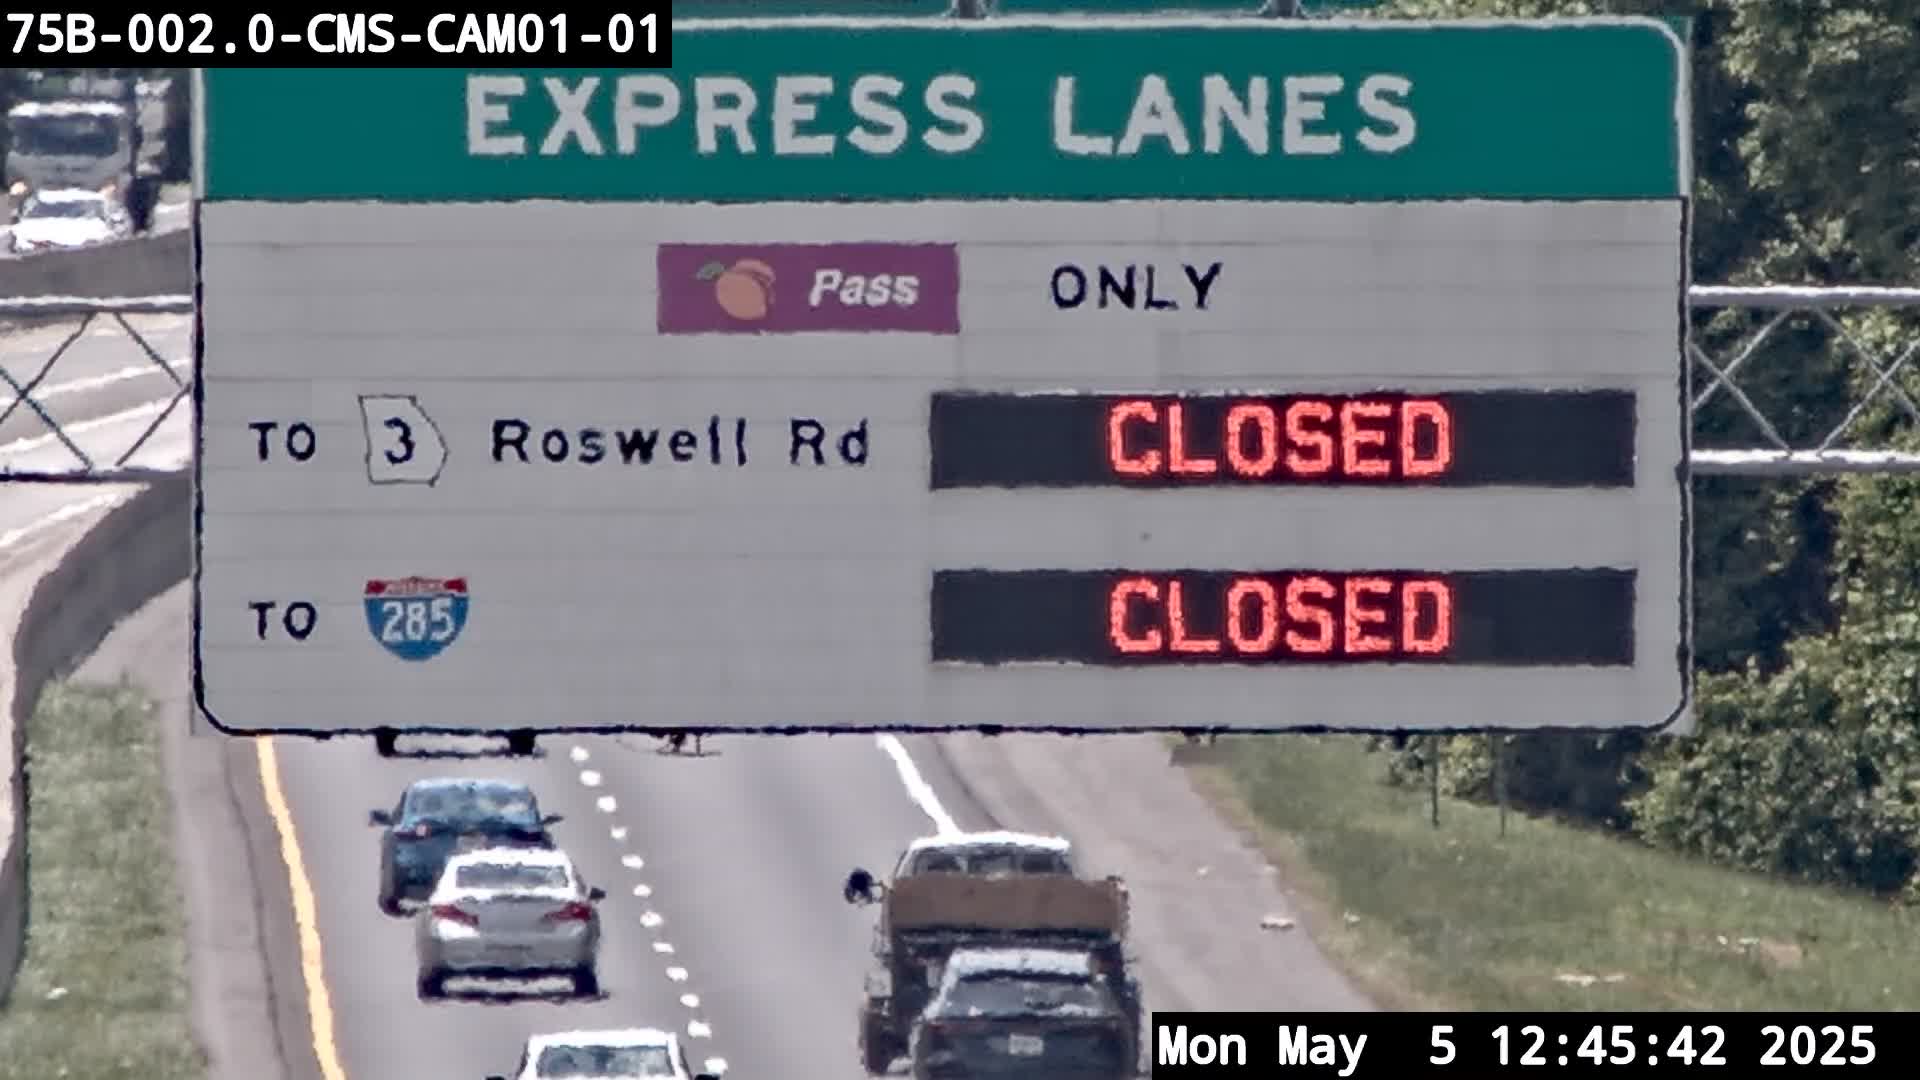 75B-002.0-CMS-CAM01-01
EXPRESS LANES
Pass ONLY
TO 3 Roswell Rd CLOSED
TO 285 CLOSED
Mon May 5 12:45:42 2025